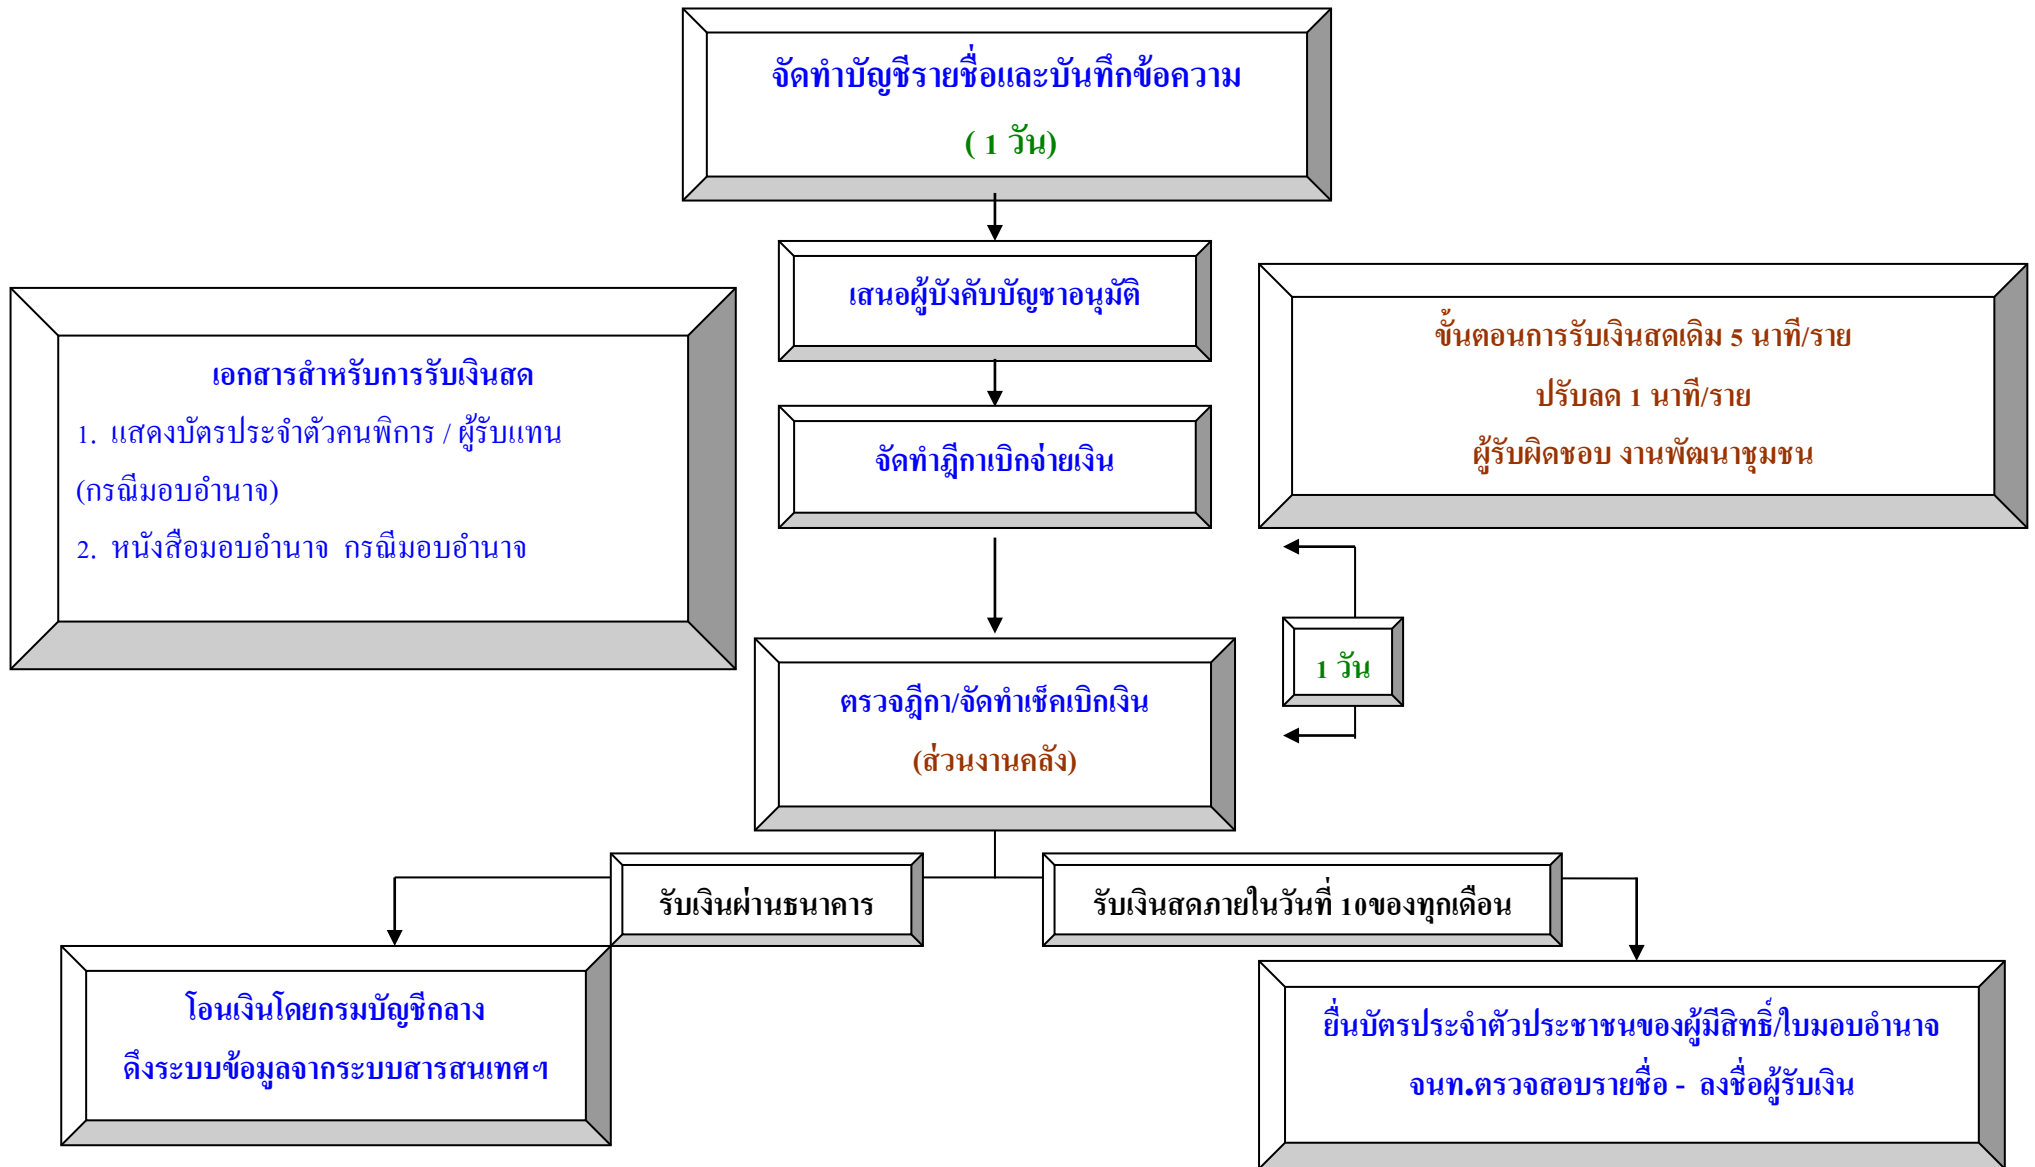 จัดทำบัญชีรายชื่อและบันทึกข้อความ
( 1 วัน)
เสนอผู้บังคับบัญชาอนุมัติ
เอกสารสำหรับการรับเงินสด
1. แสดงบัตรประจำตัวคนพิการ / ผู้รับแทน
(กรณีมอบอำนาจ)
2. หนังสือมอบอำนาจ กรณีมอบอำนาจ
ขั้นตอนการรับเงินสดเดิม 5 นาที/ราย
ปรับลด 1 นาที/ราย
ผู้รับผิดชอบ งานพัฒนาชุมชน
จัดทำฎีกาเบิกจ่ายเงิน
1 วัน
ตรวจฎีกา/จัดทำเช็คเบิกเงิน
(ส่วนงานคลัง)
รับเงินผ่านธนาคาร
รับเงินสดภายในวันที่ 10ของทุกเดือน
โอนเงินโดยกรมบัญชีกลาง
ดึงระบบข้อมูลจากระบบสารสนเทศฯ
ยื่นบัตรประจำตัวประชาชนของผู้มีสิทธิ์/ใบมอบอำนาจ
จนท.ตรวจสอบรายชื่อ - ลงชื่อผู้รับเงิน